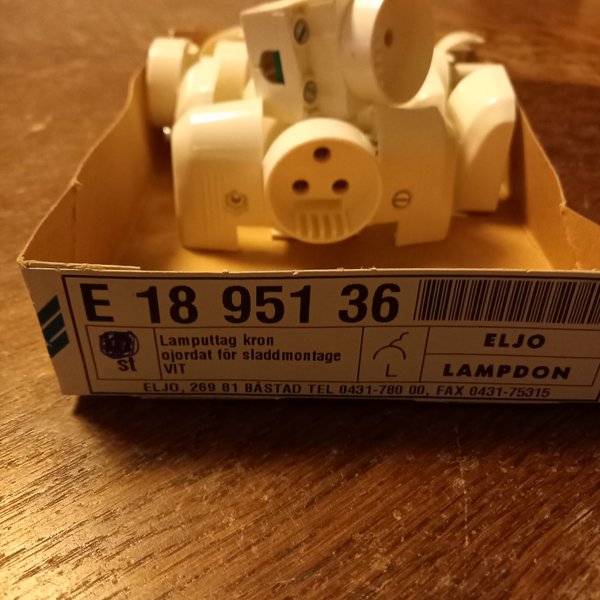 E 18 951 36
st
Lamputtag kron
ojordat för sladdmontage
VIT
L
ELJO
LAMPDON
ELJO, 269 81 BÅSTAD TEL 0431-780 00, FAX 0431-75315